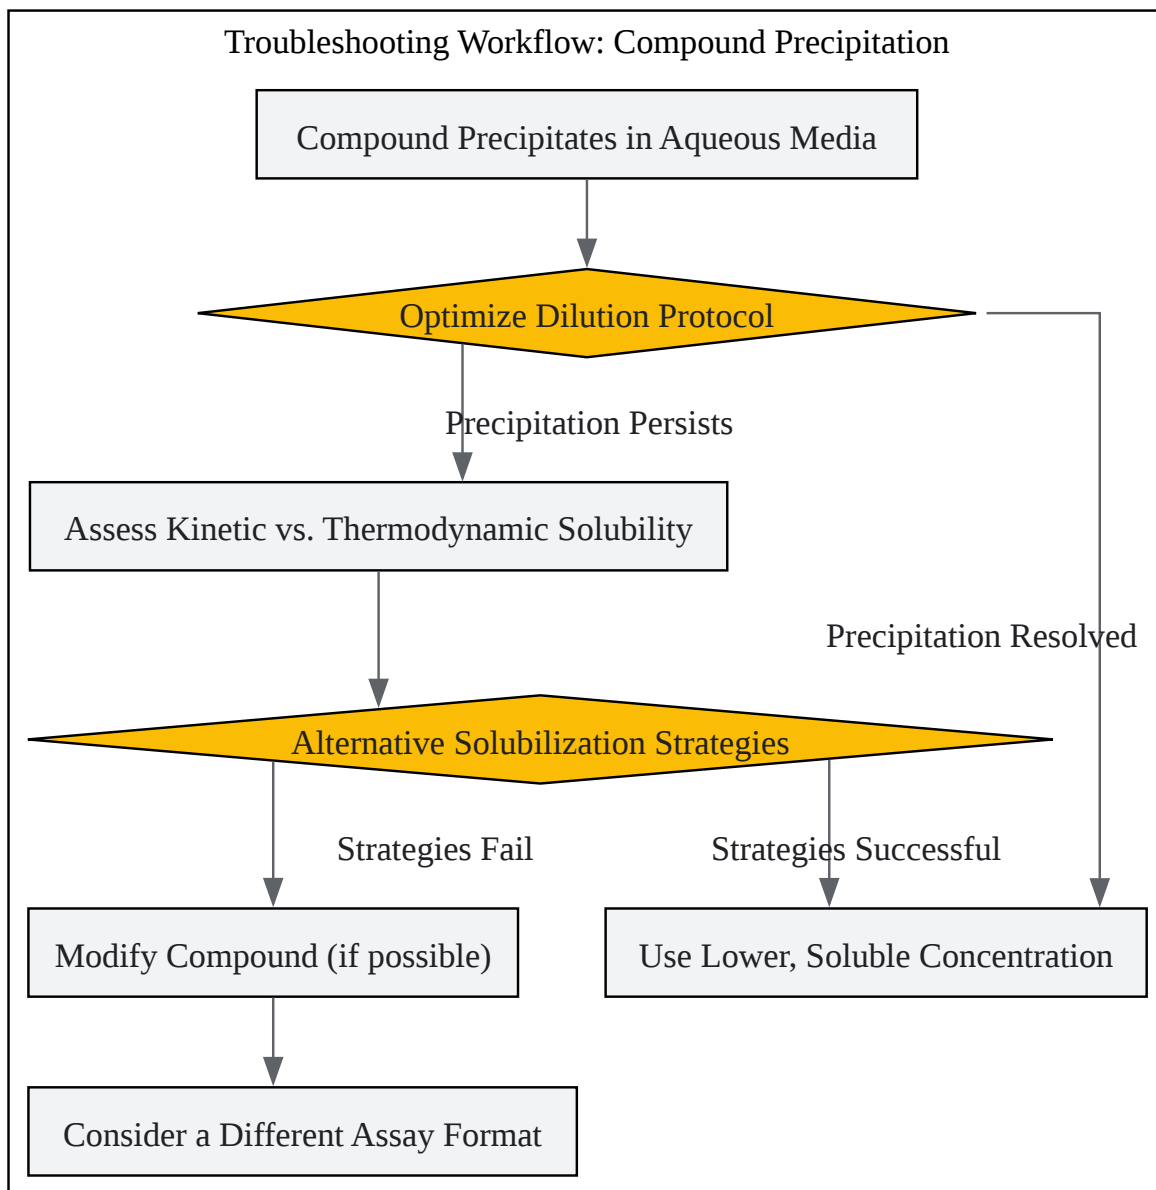 Troubleshooting Workflow: Compound Precipitation
Compound Precipitates in Aqueous Media
Optimize Dilution Protocol
Precipitation Persists
Assess Kinetic vs. Thermodynamic Solubility
Precipitation Resolved
Alternative Solubilization Strategies
Strategies Fail
Strategies Successful
Modify Compound (if possible)
Use Lower, Soluble Concentration
Consider a Different Assay Format